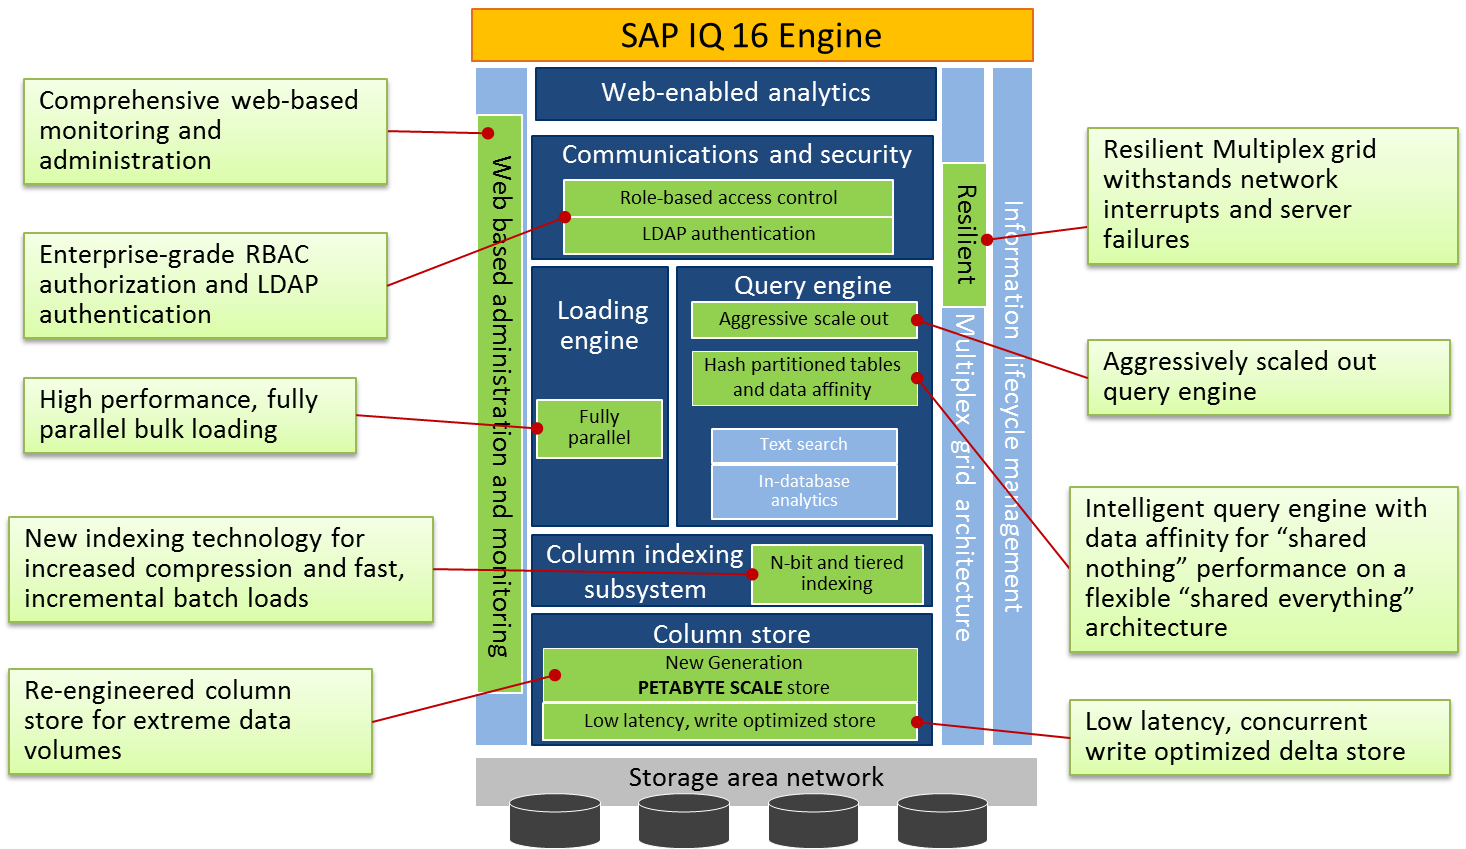 SAP IQ 16 Engine
Comprehensive web-based
monitoring and
administration
Enterprise-grade RBAC
authorization and LDAP
authentication
High performance, fully
parallel bulk loading
New indexing technology for
increased compression and fast,
incremental batch loads
Re-engineered column
store for extreme data
volumes
Web based administration and monitoring
Web-enabled analytics
Communications and security
Role-based access control
LDAP authentication
Loading
engine
Fully
parallel
Query engine
Aggressive scale out
Hash partitioned tables
and data affinity
Text search
In-database
analytics
Column indexing
subsystem
N-bit and tiered
indexing
Column store
New Generation
PETABYTE SCALE store
Low latency, write optimized store
Resilient
Multiplex grid architecture
Information lifecycle management
Resilient Multiplex grid
withstands network
interrupts and server
failures
Aggressively scaled out
query engine
Intelligent query engine with
data affinity for “shared
nothing” performance on a
flexible “shared everything”
architecture
Low latency, concurrent
write optimized delta store
Storage area network